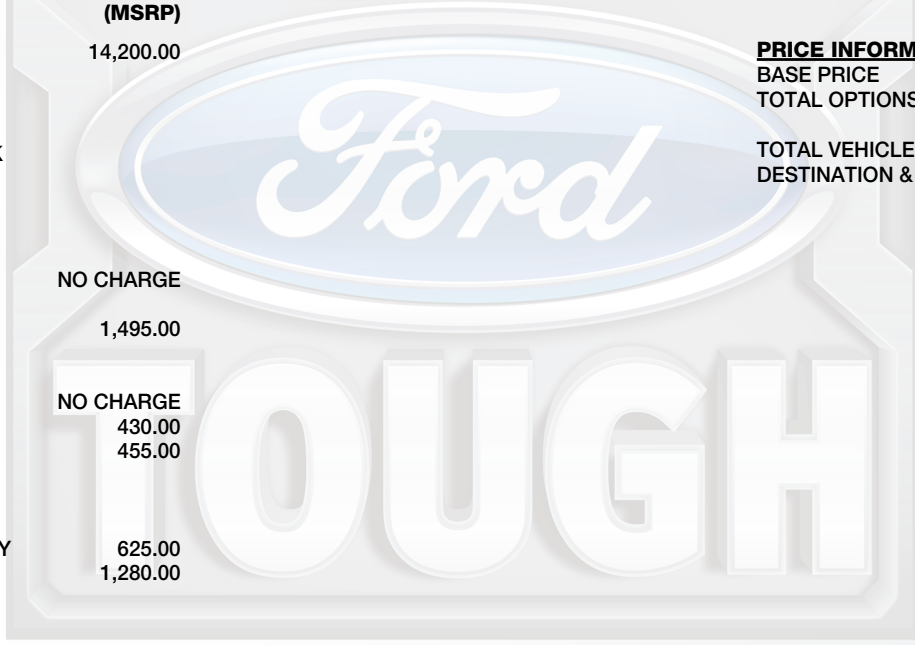 (MSRP)
14,200.00
K
NO CHARGE
1,495.00
NO CHARGE
430.00
455.00
Y
625.00
1,280.00
PRICE INFORM
BASE PRICE
TOTAL OPTIONS
TOTAL VEHICLE
DESTINATION &
Ford
TOUGH